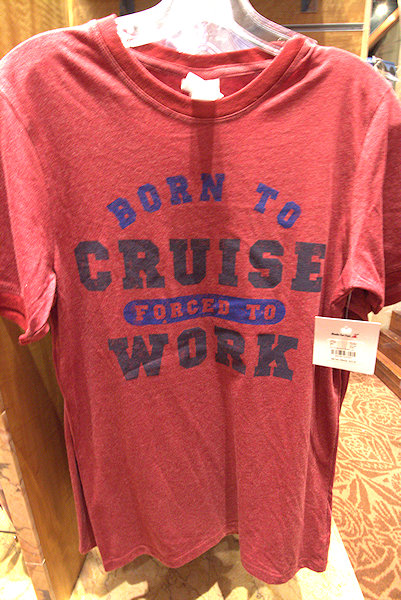 BORN TO
CRUISE
FORCED TO
WORK